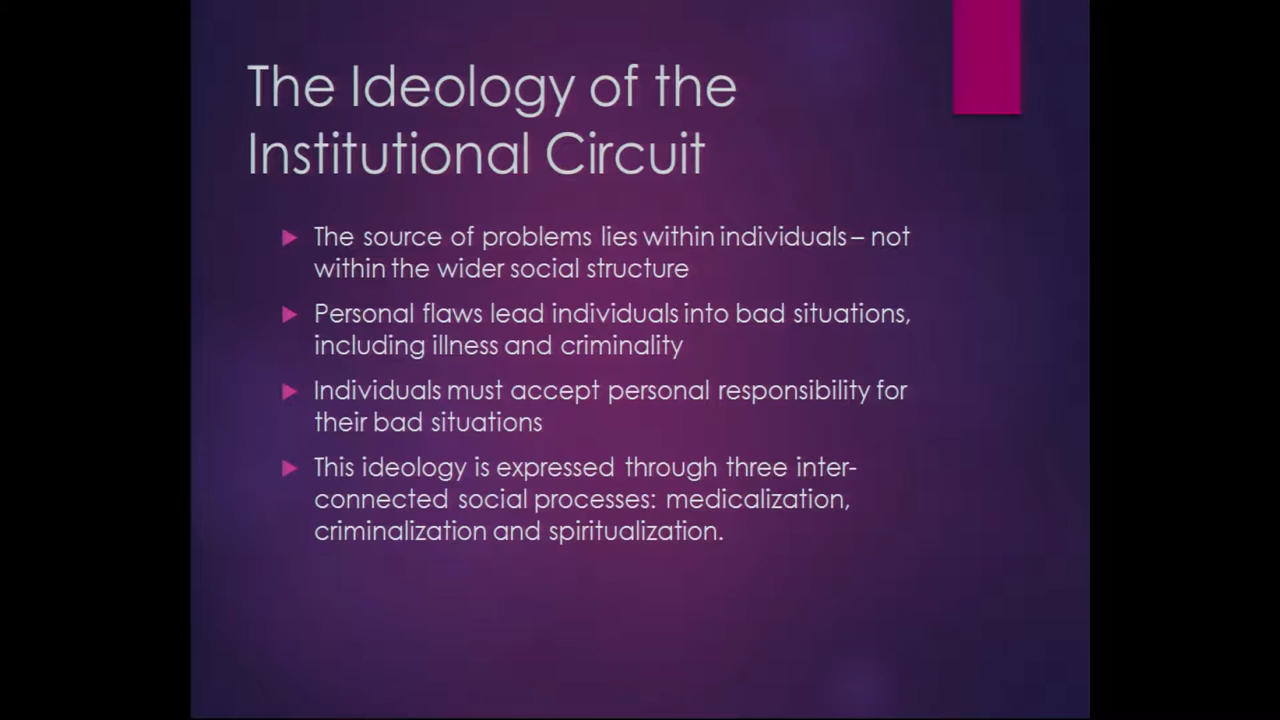 The Ideology of the
Institutional Circuit
The source of problems lies within individuals – not
within the wider social structure
Personal flaws lead individuals into bad situations,
including illness and criminality
Individuals must accept personal responsibility for
their bad situations
This ideology is expressed through three inter-
connected social processes: medicalization,
criminalization and spiritualization.